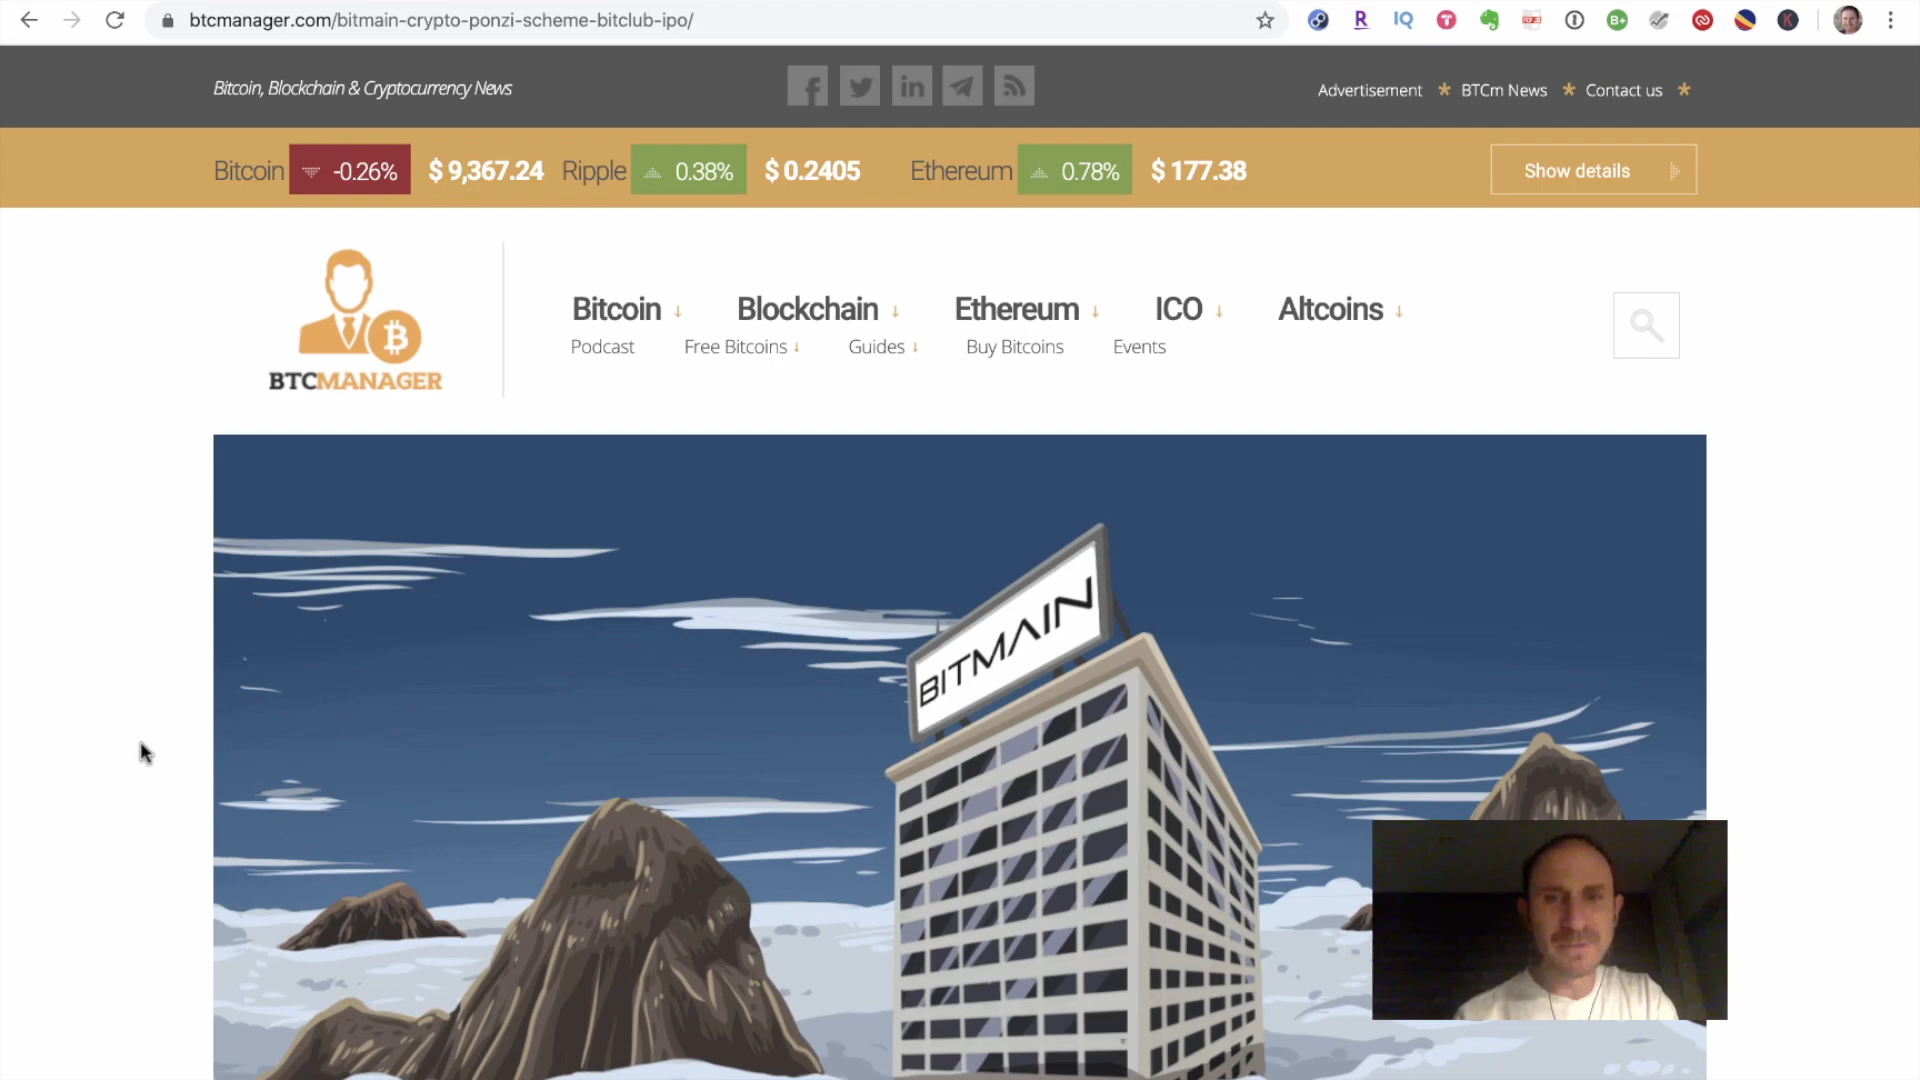 btcmanager.com/bitmain-crypto-ponzi-scheme-bitclub-ipo/
Bitcoin, Blockchain & Cryptocurrency News
Advertisement * BTCm News * Contact us *
Bitcoin -0.26% $ 9,367.24 Ripple 0.38% $ 0.2405 Ethereum 0.78% $ 177.38 Show details
BTCMANAGER
Bitcoin ↓ Blockchain ↓ Ethereum ↓ ICO ↓ Altcoins ↓
Podcast Free Bitcoins ↓ Guides ↓ Buy Bitcoins Events
BITMAIN